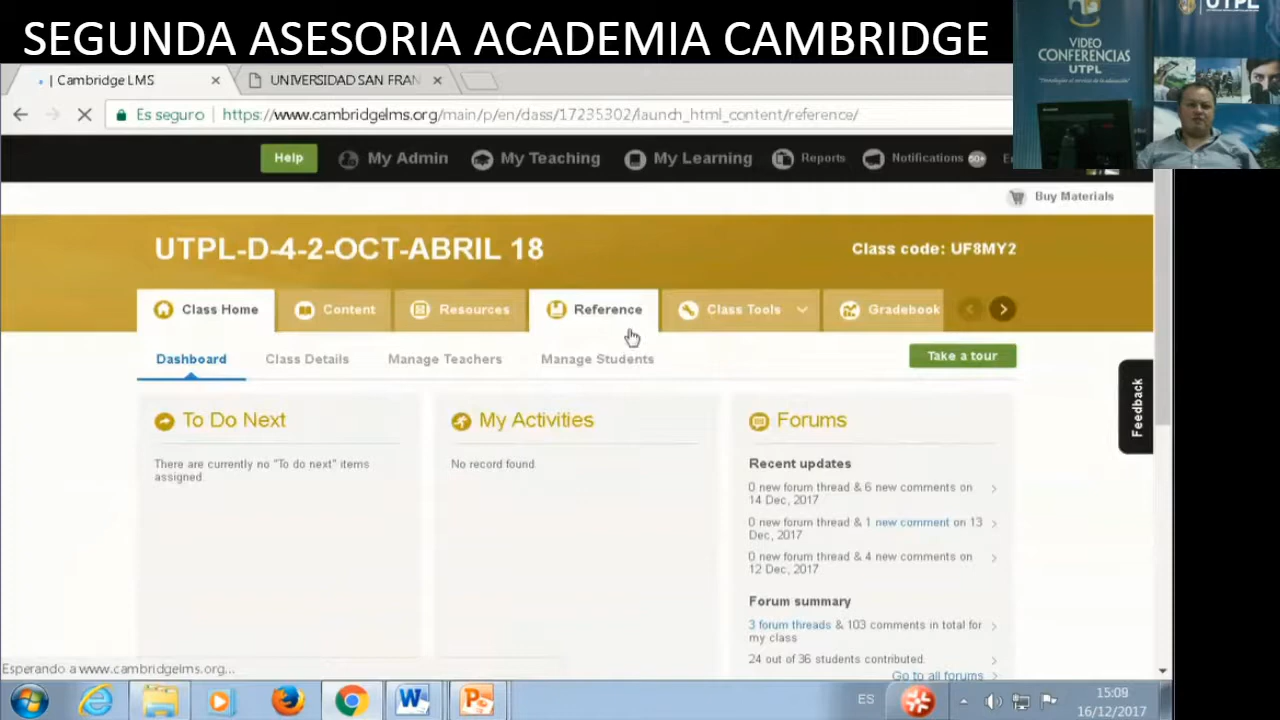 SEGUNDA ASESORIA ACADEMIA CAMBRIDGE
UTPL
VIDEO
CONFERENCIAS
UTPL
| Cambridge LMS
UNIVERSIDAD SAN FRAN
Es seguro https://www.cambridgelms.org/main/p/en/class/17235302/launch_html_content/reference/
Help My Admin My Teaching My Learning Reports Notifications 50+
Buy Materials
UTPL-D-4-2-OCT-ABRIL 18
Class code: UF8MY2
Class Home Content Resources Reference Class Tools Gradebook
Dashboard Class Details Manage Teachers Manage Students Take a tour
Feedback
To Do Next
There are currently no "To do next" items
assigned.
My Activities
No record found
Forums
Recent updates
0 new forum thread & 6 new comments on
14 Dec, 2017
0 new forum thread & 1 new comment on 13
Dec, 2017
0 new forum thread & 4 new comments on
12 Dec, 2017
Forum summary
3 forum threads & 103 comments in total for
my class
24 out of 36 students contributed.
Go to all forums
Esperando a www.cambridgelms.org...
ES
15:09
16/12/2017